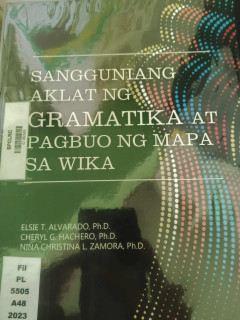 SANGGUNIANG
AKLAT NG
GRAMATIKA AT
PAGBUO NG MAPA
SA WIKA
ELSIE T. ALVARADO, Ph.D.
CHERYL G. HACHERO, Ph.D.
NINA CHRISTINA L. ZAMORA, Ph.D.
Fil
PL
5505
A48
2023